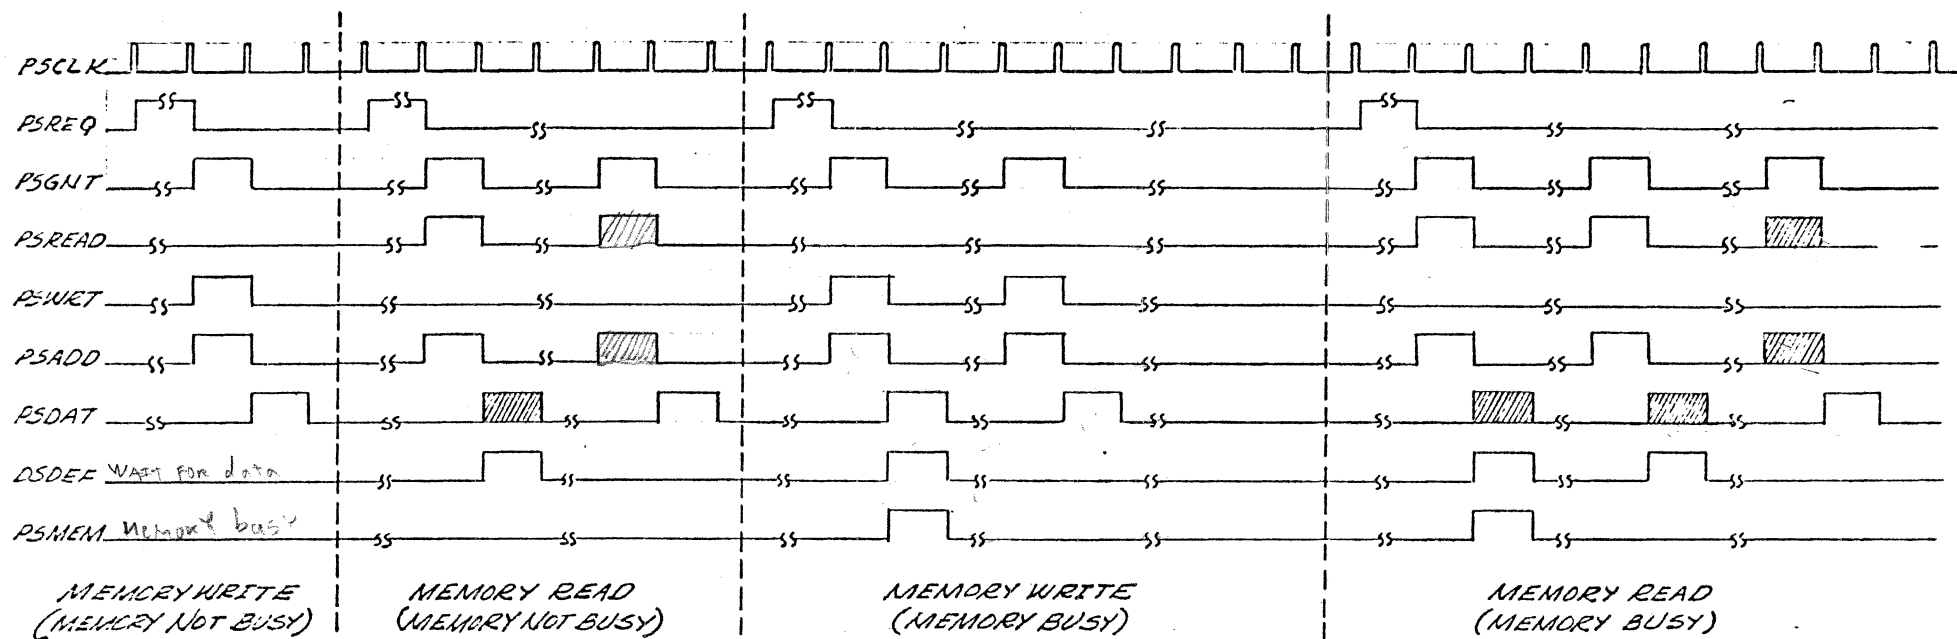 PSCLK
PSREQ
PSGNT
PSREAD
PSWRT
PSADD
PSDAT
DSDEF WAIT FOR data
PSMEM Memory busy
MEMORY WRITE
(MEMORY NOT BUSY)
MEMORY READ
(MEMORY NOT BUSY)
MEMORY WRITE
(MEMORY BUSY)
MEMORY READ
(MEMORY BUSY)